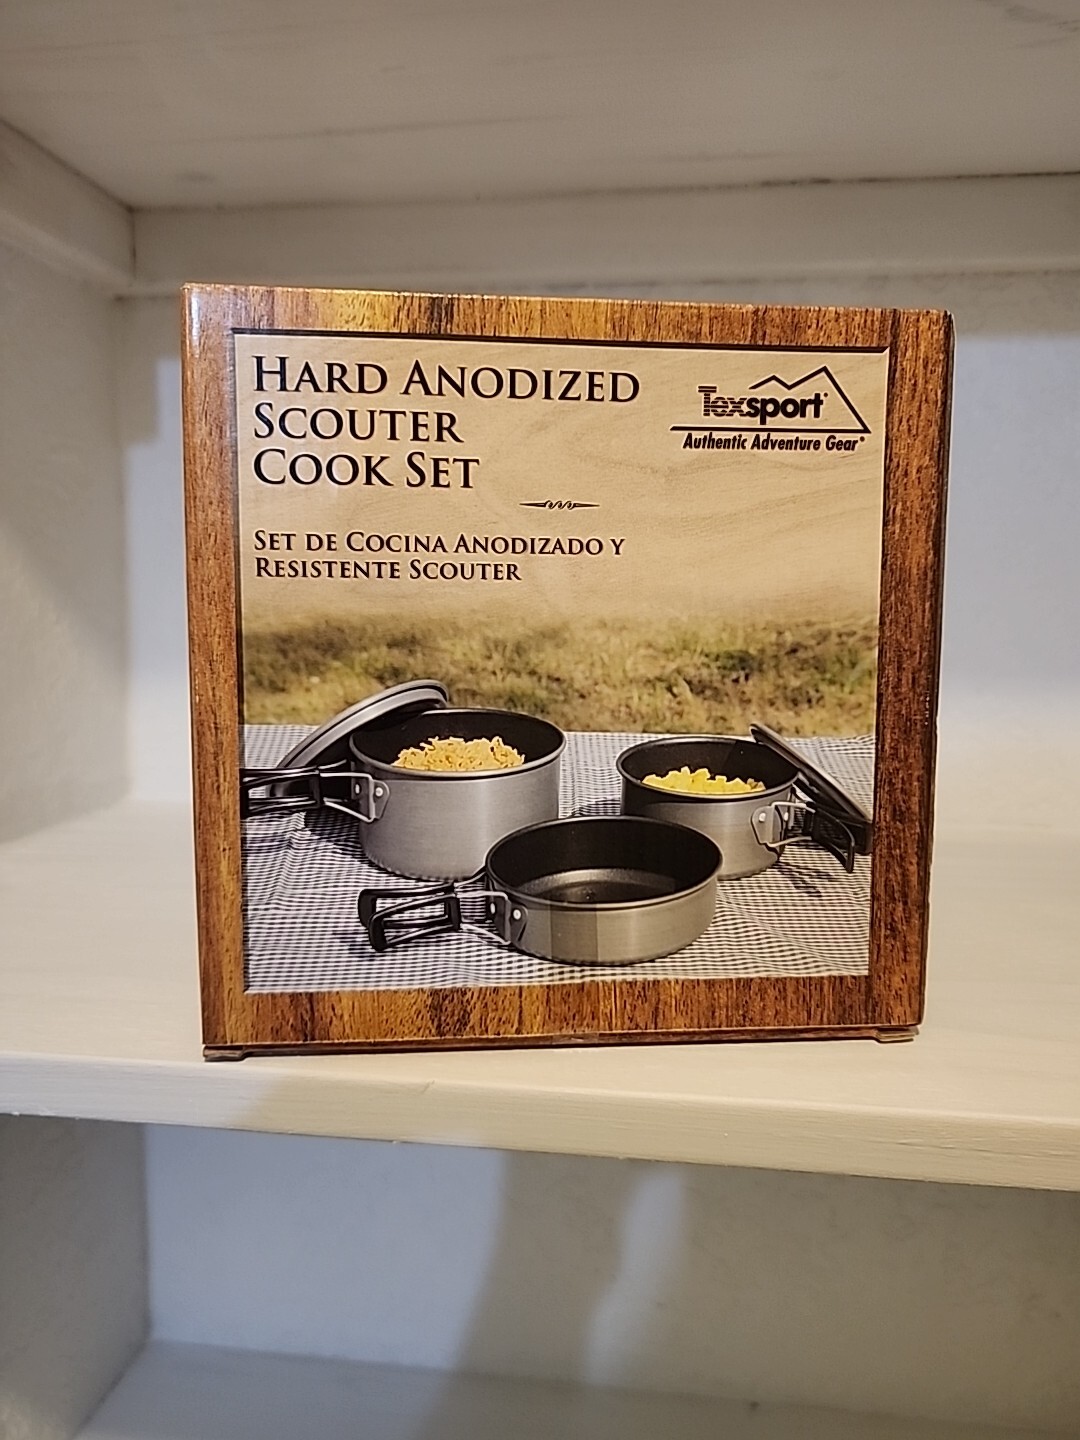 HARD ANODIZED
SCOUTER
COOK SET
Texsport®
Authentic Adventure Gear®
SET DE COCINA ANODIZADO Y
RESISTENTE SCOUTER